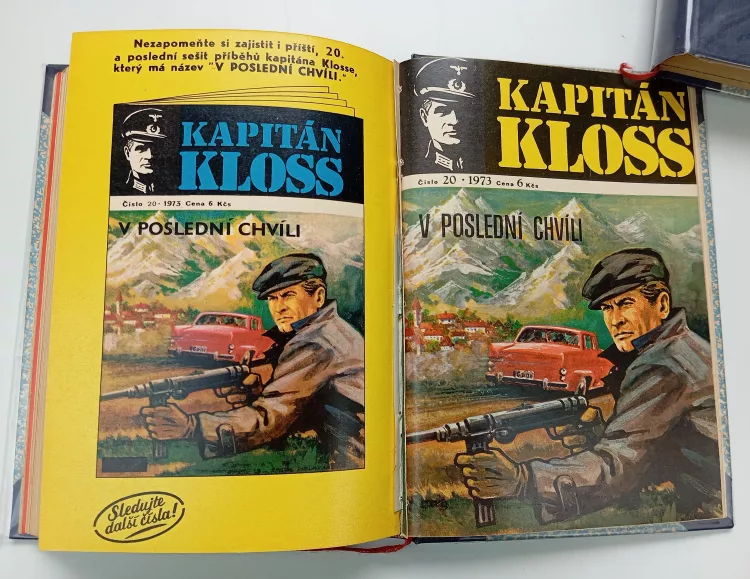 Nezapomeňte si zajistit i příští, 20.
a poslední sešit příběhů kapitána Klosse,
který má název "V POSLEDNÍ CHVÍLI."
KAPITÁN
KLOSS
Číslo 20 · 1973 Cena 6 Kčs
V POSLEDNÍ CHVÍLI
Sledujte
další čísla!
KAPITÁN
KLOSS
Číslo 20 · 1973 Cena 6 Kčs
V POSLEDNÍ CHVÍLI